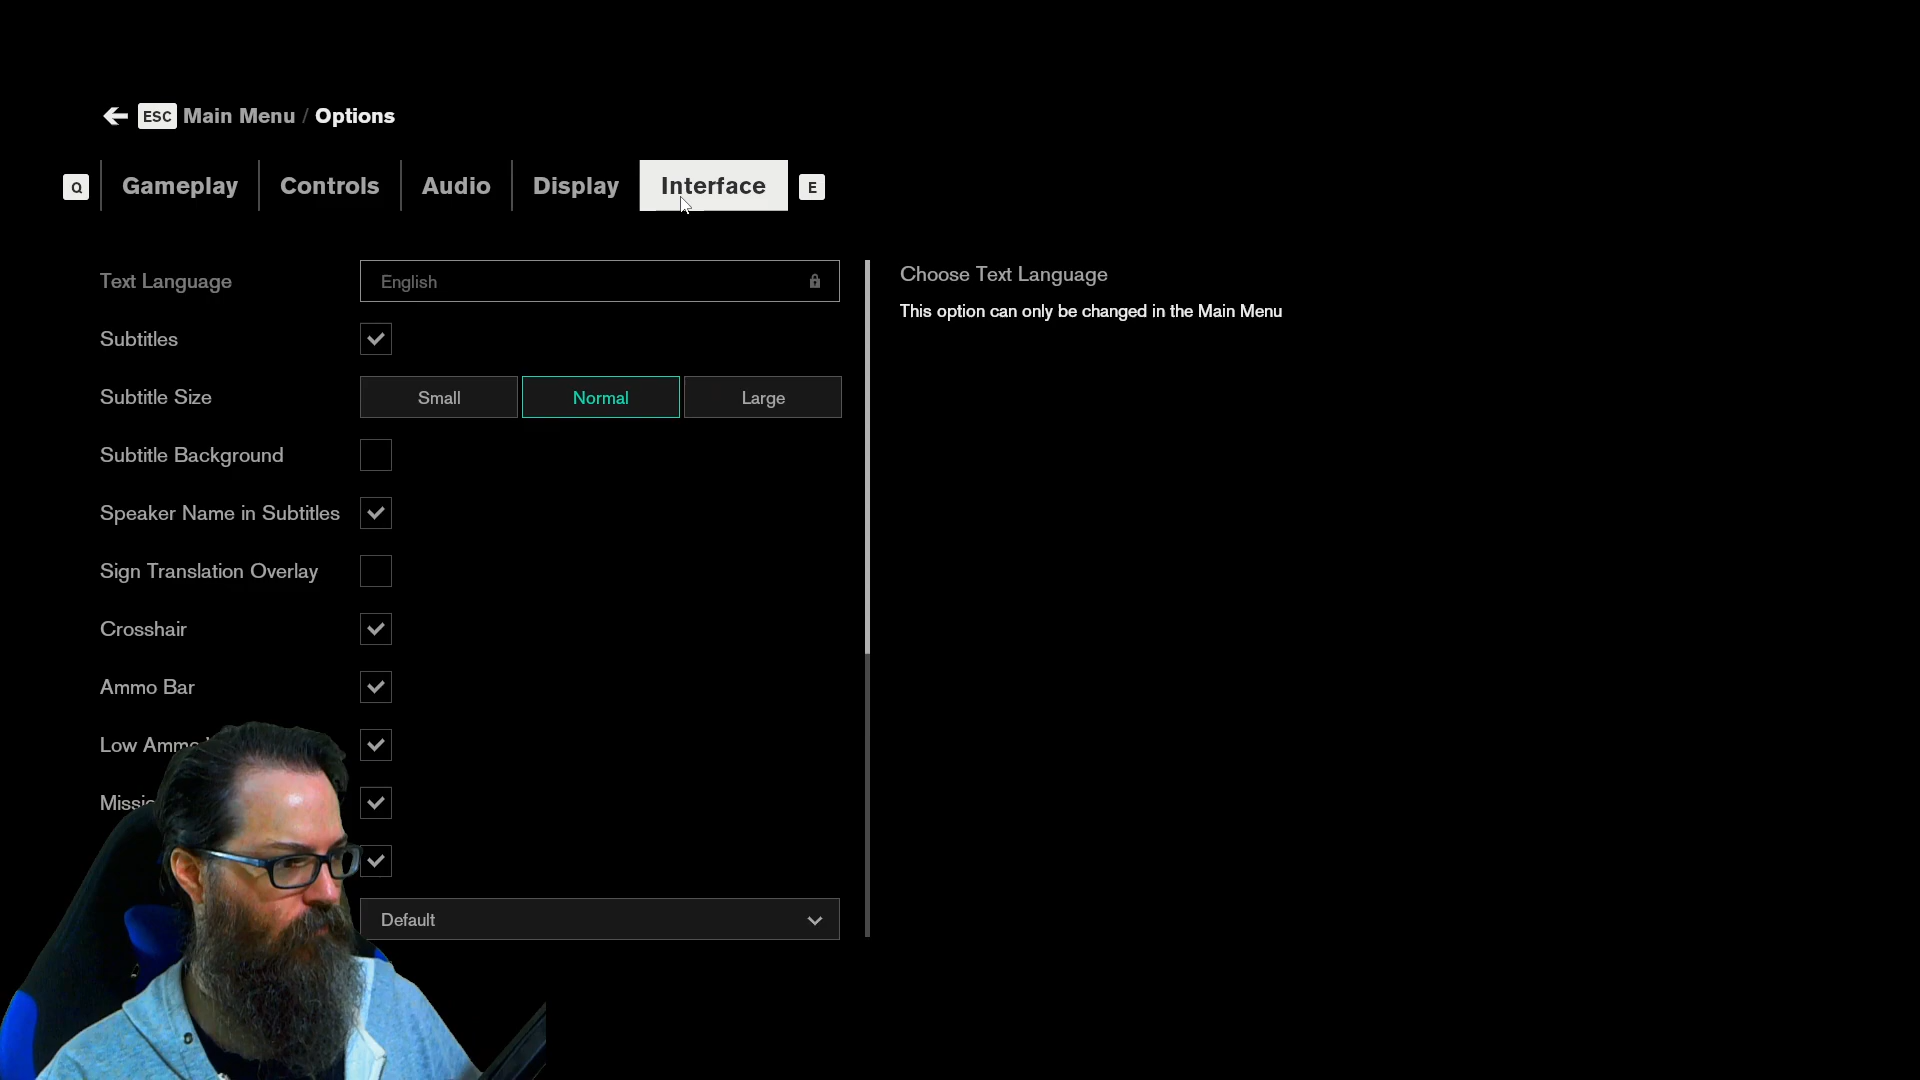 ESC Main Menu / Options
Q Gameplay Controls Audio Display Interface E
Text Language English
Choose Text Language
This option can only be changed in the Main Menu
Subtitles
Subtitle Size Small Normal Large
Subtitle Background
Speaker Name in Subtitles
Sign Translation Overlay
Crosshair
Ammo Bar
Low Ammo
Default